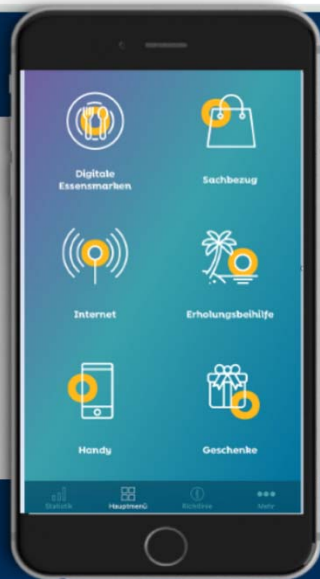 Digitale
Essensmarken
Sachbezug
Internet
Erholungsbeihilfe
Handy
Geschenke
Statistik
Hauptmenü
Richtlinie
Mehr